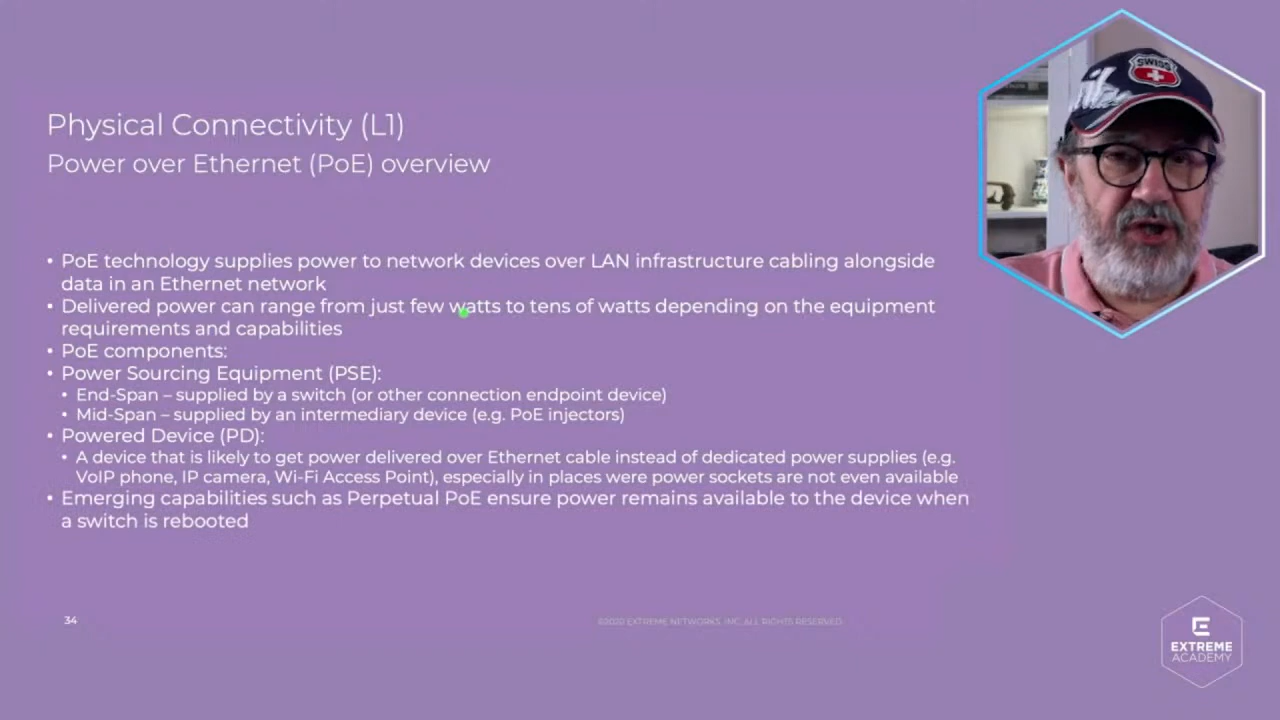 SWISS
Physical Connectivity (L1)
Power over Ethernet (PoE) overview
• PoE technology supplies power to network devices over LAN infrastructure cabling alongside
data in an Ethernet network
• Delivered power can range from just few watts to tens of watts depending on the equipment
requirements and capabilities
• PoE components:
• Power Sourcing Equipment (PSE):
• End-Span – supplied by a switch (or other connection endpoint device)
• Mid-Span – supplied by an intermediary device (e.g. PoE injectors)
• Powered Device (PD):
• A device that is likely to get power delivered over Ethernet cable instead of dedicated power supplies (e.g.
VoIP phone, IP camera, Wi-Fi Access Point), especially in places were power sockets are not even available
• Emerging capabilities such as Perpetual PoE ensure power remains available to the device when
a switch is rebooted
34
©2020 EXTREME NETWORKS, INC. ALL RIGHTS RESERVED.
EXTREME
ACADEMY